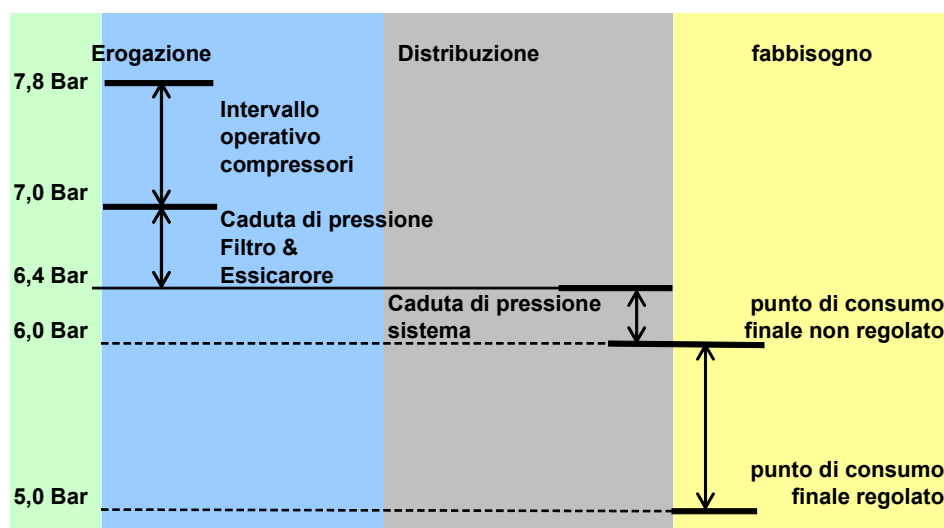 Erogazione
Distribuzione
fabbisogno
7,8 Bar
Intervallo
operativo
compressori
7,0 Bar
Caduta di pressione
Filtro &
Essicarore
6,4 Bar
Caduta di pressione
sistema
6,0 Bar
punto di consumo
finale non regolato
punto di consumo
finale regolato
5,0 Bar